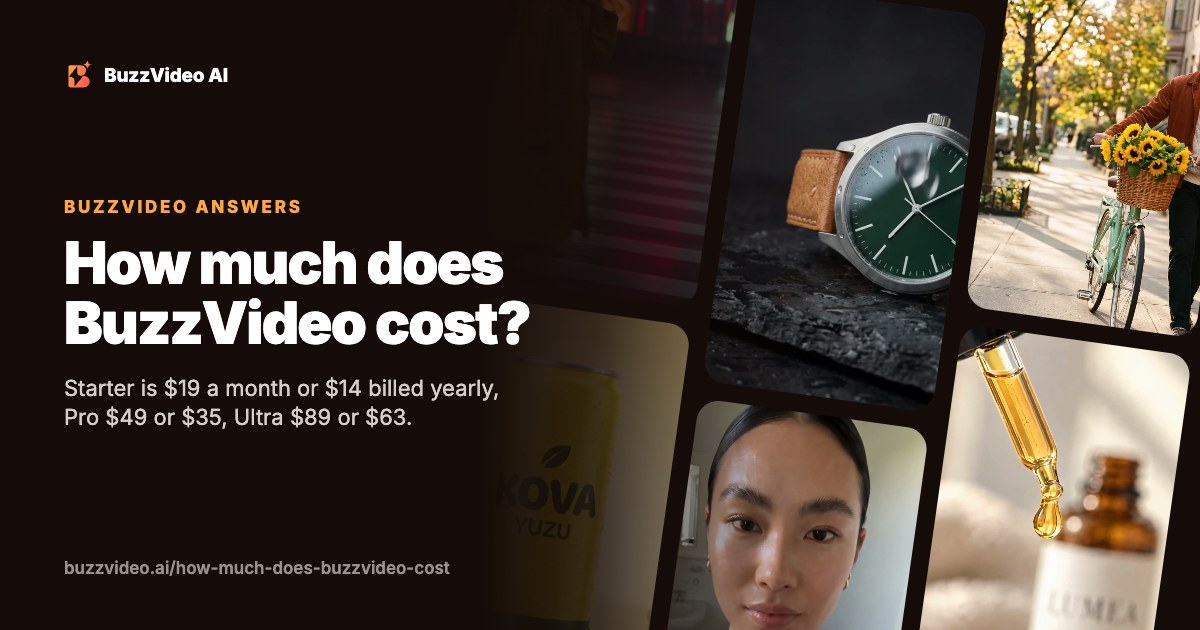 BuzzVideo AI
BUZZVIDEO ANSWERS
How much does
BuzzVideo cost?
Starter is $19 a month or $14 billed yearly,
Pro $49 or $35, Ultra $89 or $63.
buzzvideo.ai/how-much-does-buzzvideo-cost
KOVA
YUZU
LUMEA